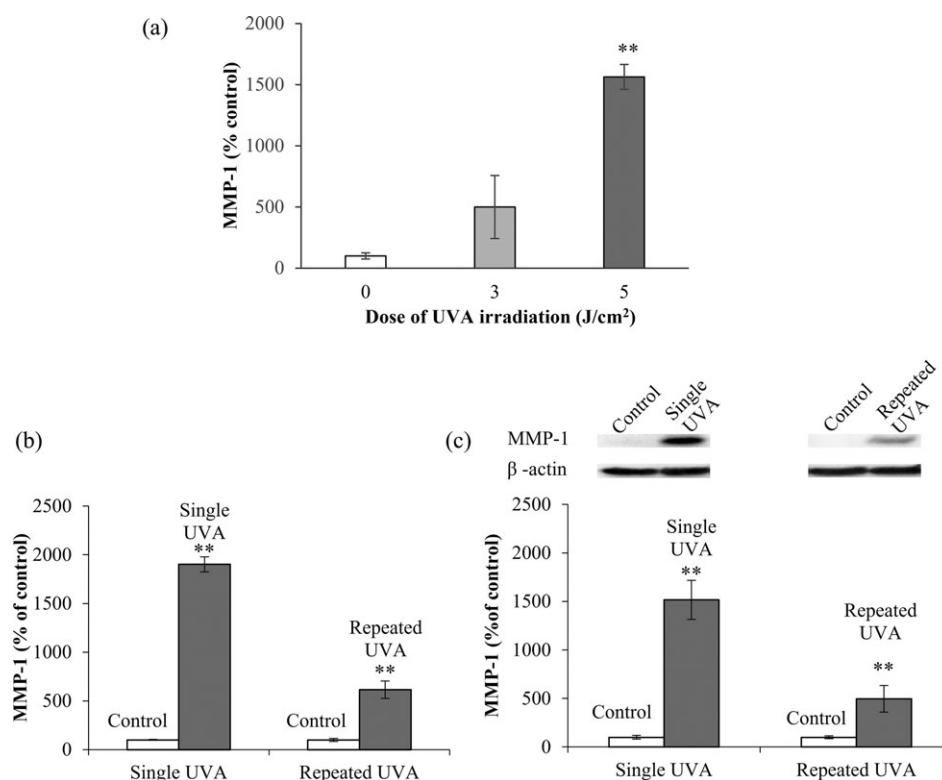 (a)
MMP-1 (% control)
2000
1500
1000
500
0
**
0 3 5
Dose of UVA irradiation (J/cm²)
(b)
MMP-1 (% of control)
2500
2000
1500
1000
500
0
Single
UVA
**
Control
Repeated
UVA
**
Control
Single UVA Repeated UVA
(c)
Control Single UVA Control Repeated UVA
MMP-1
β -actin
MMP-1 (%of control)
2500
2000
1500
1000
500
0
Single
UVA
**
Control
Repeated
UVA
**
Control
Single UVA Repeated UVA